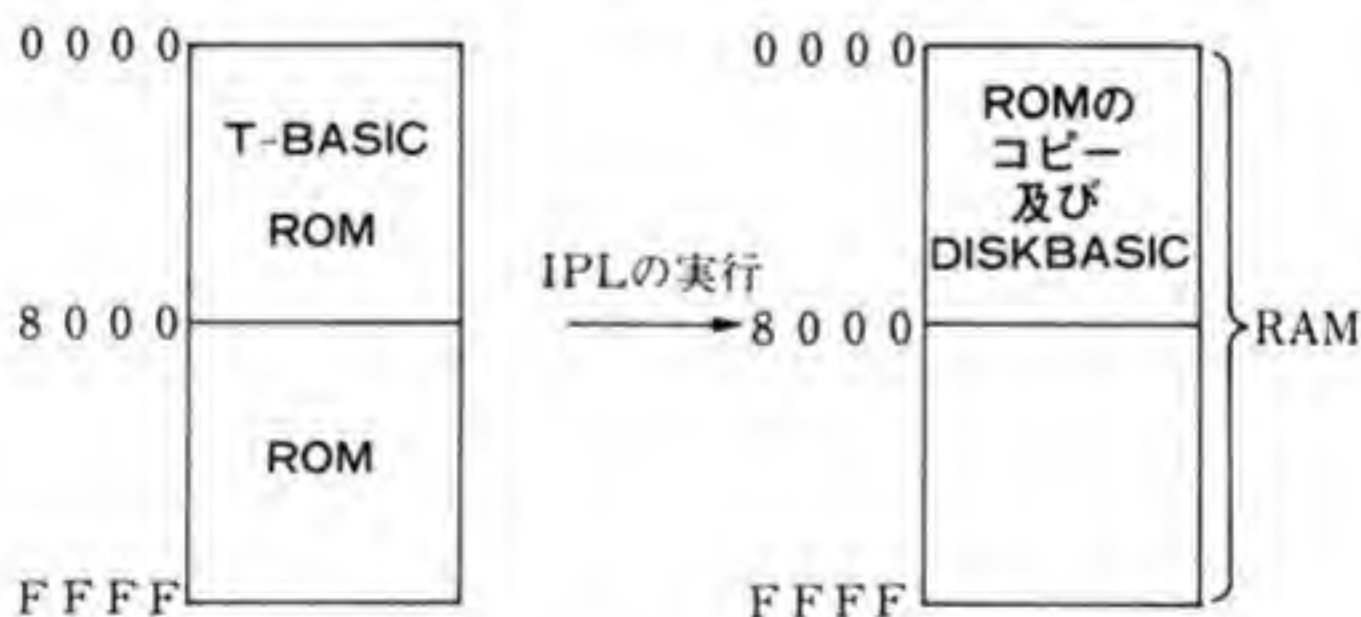 0000
T-BASIC
ROM
8000
ROM
FFFF
IPLの実行
0000
ROMの
コピー
及び
DISKBASIC
8000
RAM
FFFF